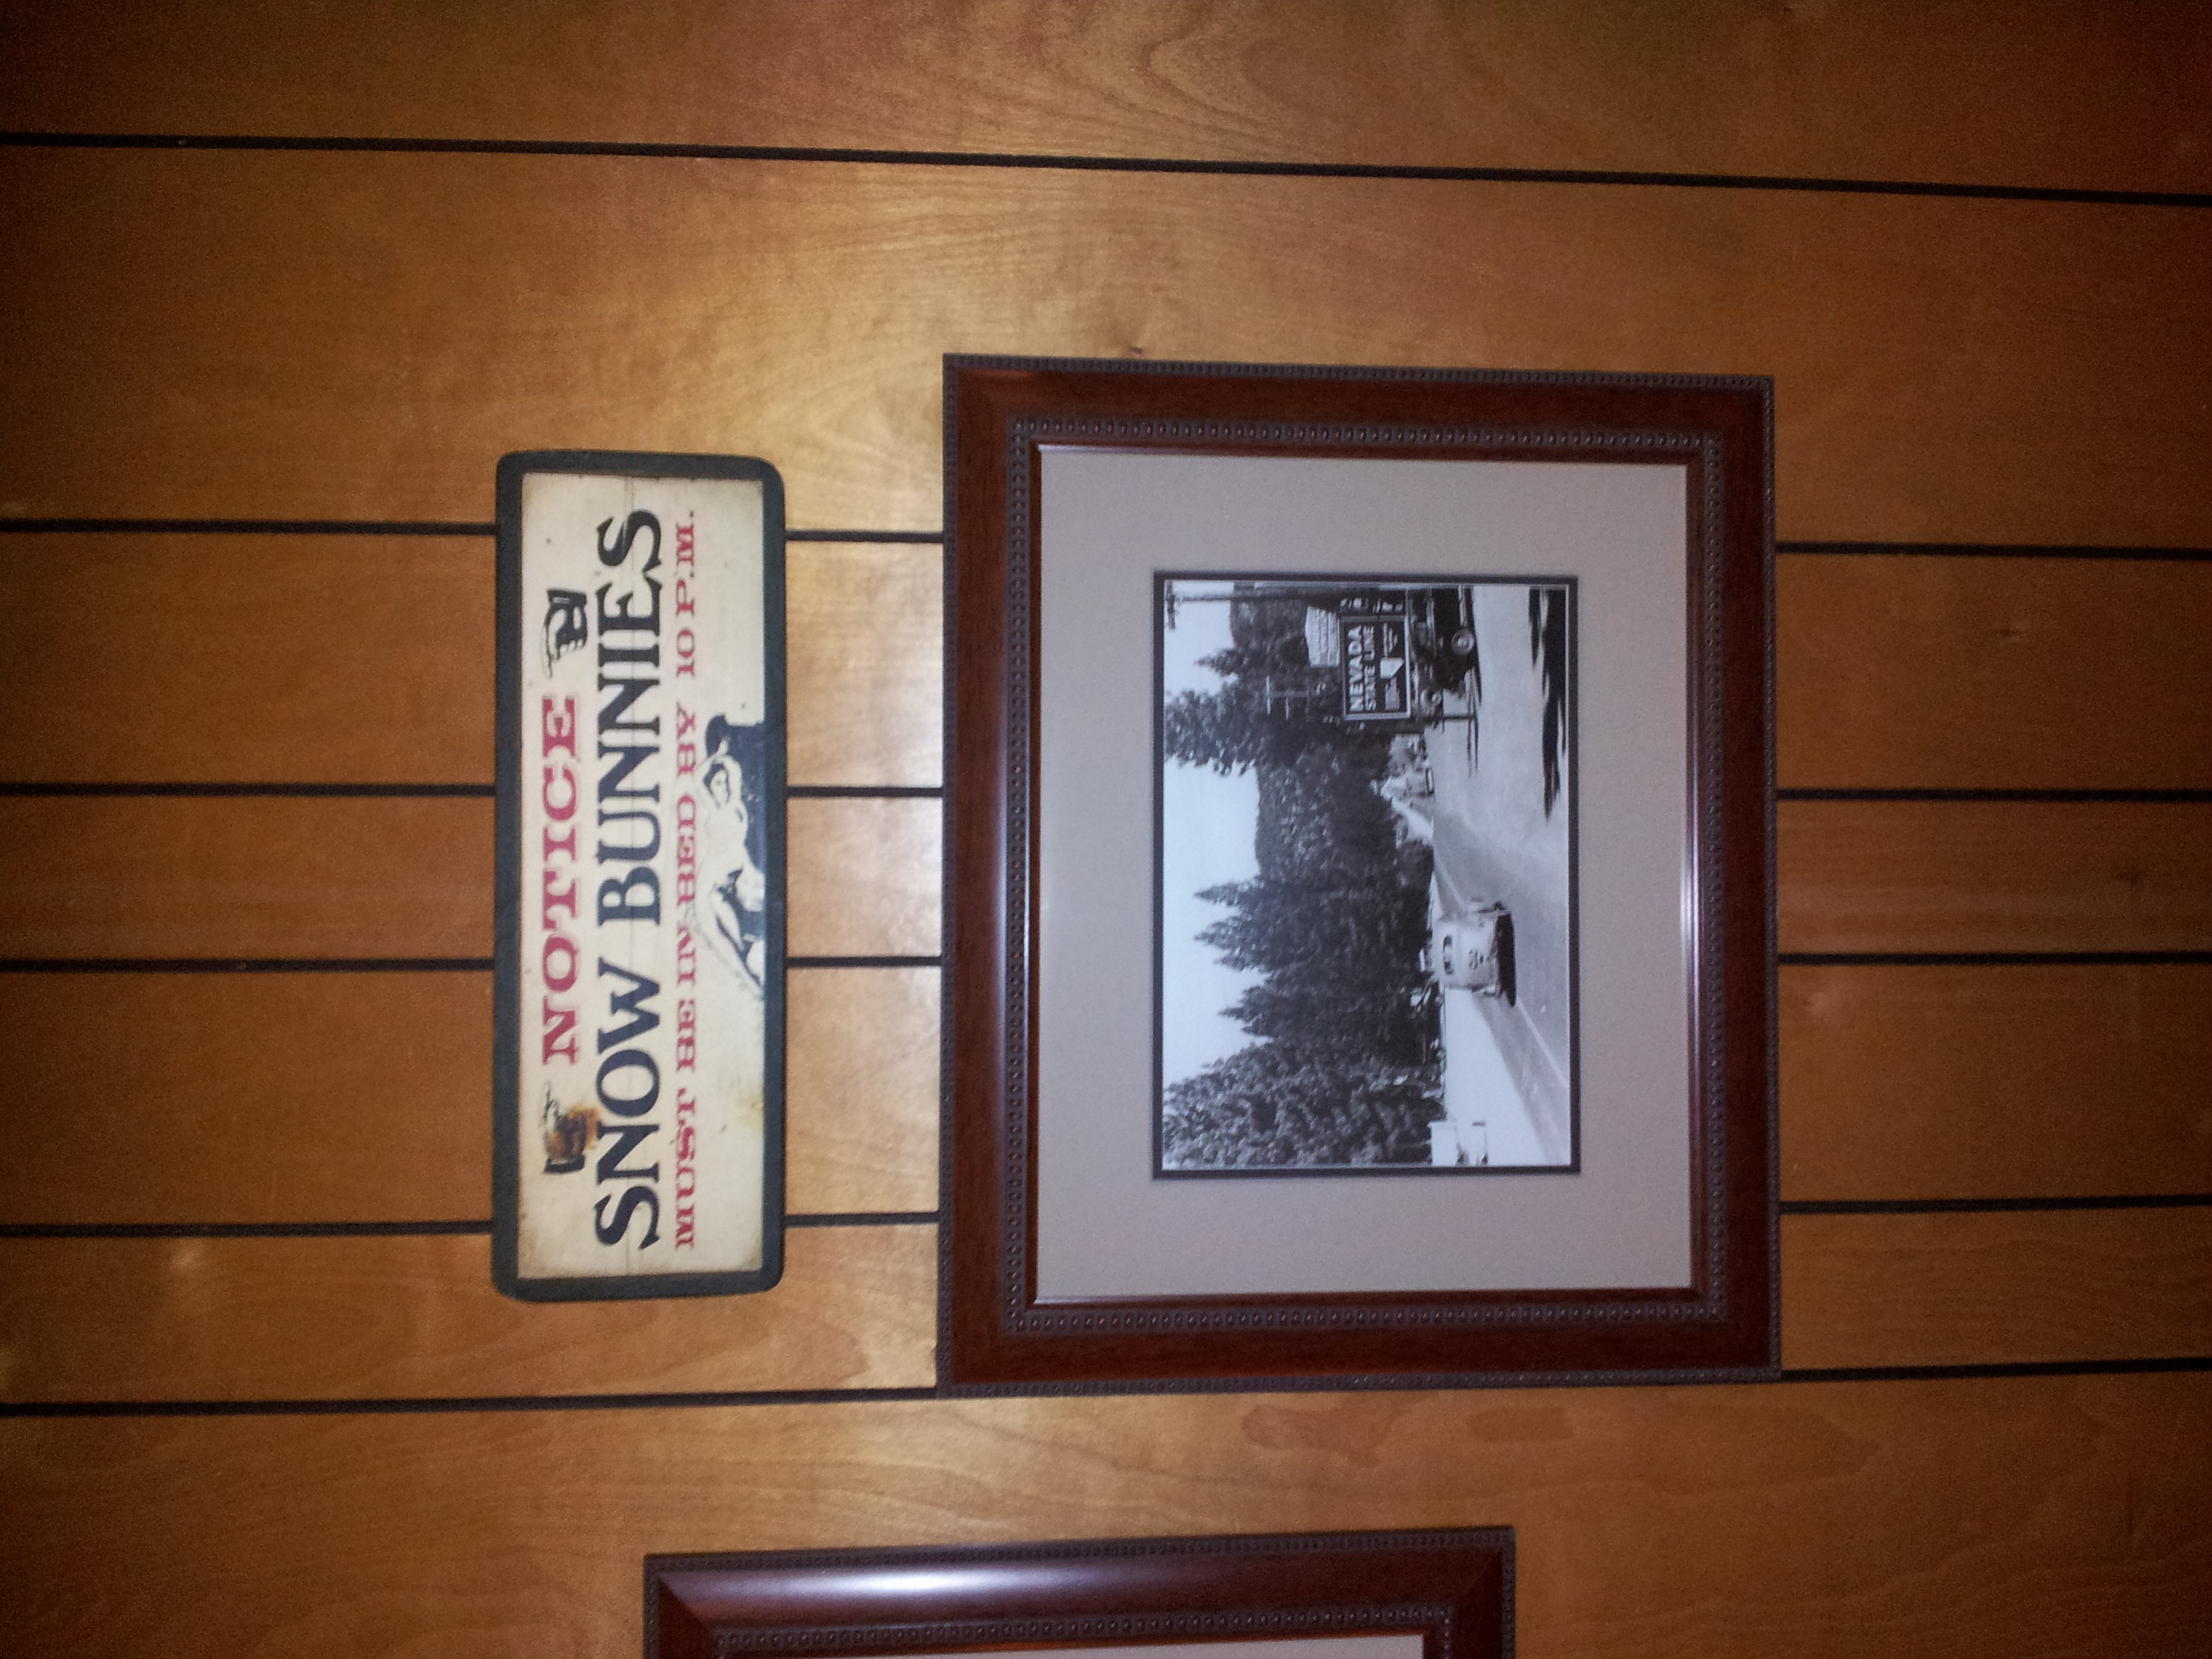 NOTICE
SNOW BUNNIES
MUST BE IN BED BY 10 P.M.
NEVADA
STATE LINE